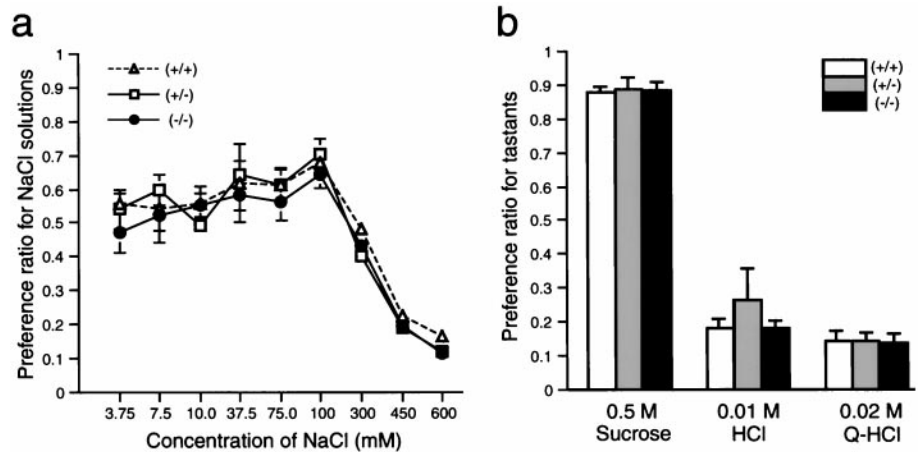 a
Preference ratio for NaCl solutions
1
0.9
0.8
0.7
0.6
0.5
0.4
0.3
0.2
0.1
0
(+/+)
(+/-)
(-/-)
3.75 7.5 10.0 37.5 75.0 100 300 450 600
Concentration of NaCl (mM)
b
Preference ratio for tastants
1
0.9
0.8
0.7
0.6
0.5
0.4
0.3
0.2
0.1
0
(+/+)
(+/-)
(-/-)
0.5 M
Sucrose
0.01 M
HCl
0.02 M
Q-HCl